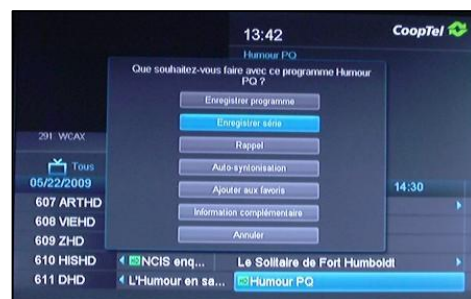 13:42
CoopTel
Humour PQ
Que souhaitez-vous faire avec ce programme Humour
PQ ?
Enregistrer programme
Enregistrer série
Rappel
Auto-syntonisation
Ajouter aux favoris
Information complémentaire
Annuler
291 WCAX
Tous
05/22/2009
14:30
607 ARTHD
608 VIEHD
609 ZHD
610 HISHD
NCIS enq...
Le Solitaire de Fort Humboldt
611 DHD
L'Humour en sa...
Humour PQ